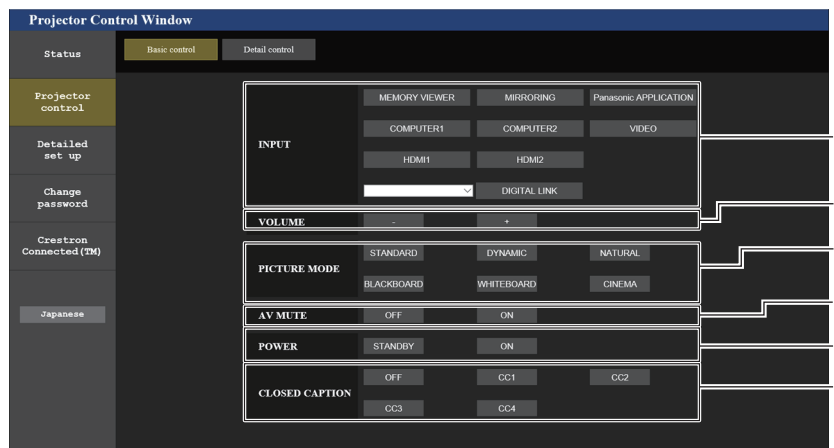 Projector Control Window
Status
Basic control
Detail control
Projector
control
Detailed
set up
Change
password
Crestron
Connected(TM)
Japanese
INPUT
MEMORY VIEWER
MIRRORING
Panasonic APPLICATION
COMPUTER1
COMPUTER2
VIDEO
HDMI1
HDMI2
DIGITAL LINK
VOLUME
-
+
PICTURE MODE
STANDARD
DYNAMIC
NATURAL
BLACKBOARD
WHITEBOARD
CINEMA
AV MUTE
OFF
ON
POWER
STANDBY
ON
CLOSED CAPTION
OFF
CC1
CC2
CC3
CC4